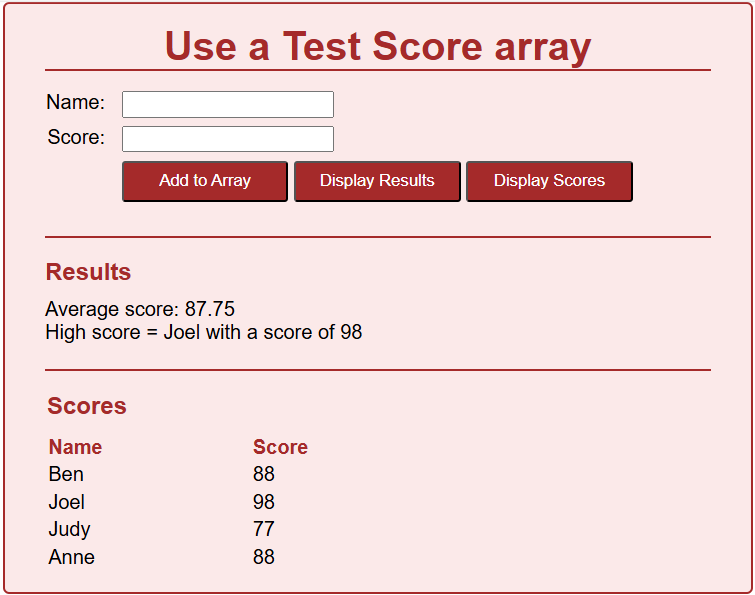 Use a Test Score array
Name:
Score:
Add to Array Display Results Display Scores
Results
Average score: 87.75
High score = Joel with a score of 98
Scores
Name Score
Ben 88
Joel 98
Judy 77
Anne 88